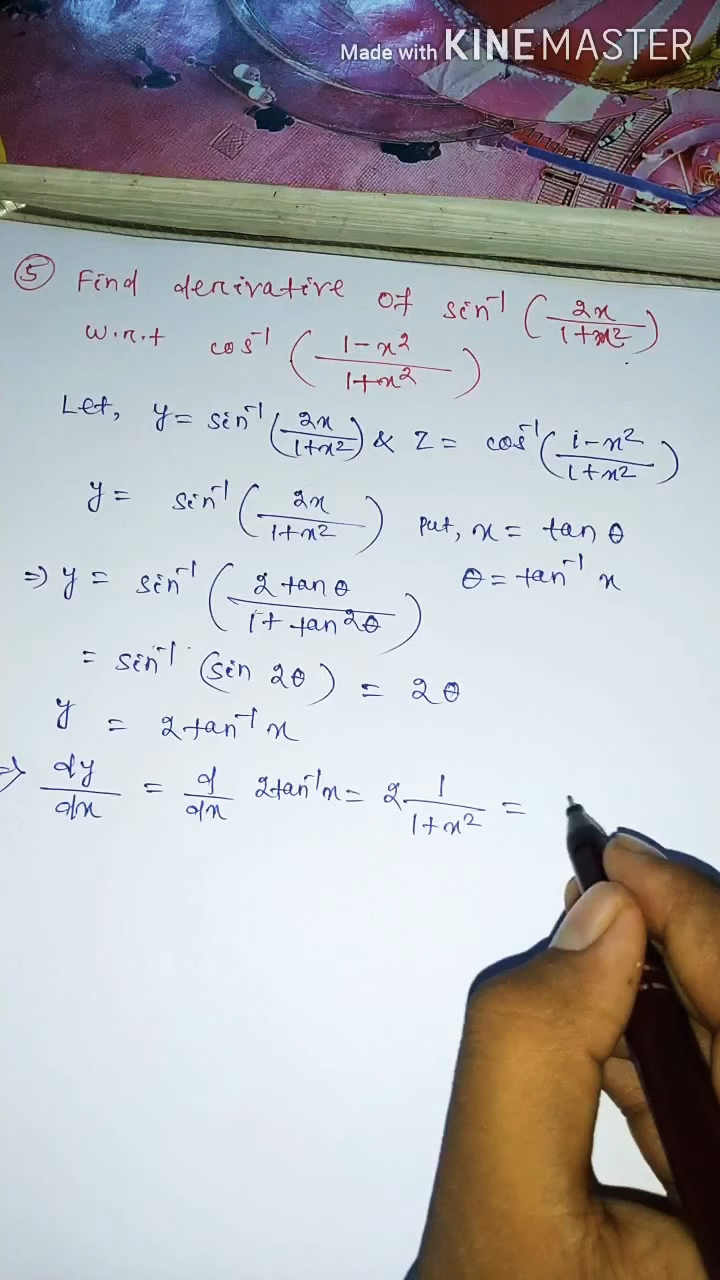 Made with KINEMASTER
⑤ Find derivative of sin⁻¹ (2x/(1+x²))
w.r.t cos⁻¹ ((1-x²)/(1+x²))
Let, y = sin⁻¹ (2x/(1+x²)) & Z = cos⁻¹ ((1-x²)/(1+x²))
y = sin⁻¹ (2x/(1+x²)) Put, x = tan θ
⇒ y = sin⁻¹ (2 tan θ/(1+ tan²θ)) θ = tan⁻¹ x
= sin⁻¹ (sin 2θ) = 2θ
y = 2 tan⁻¹ x
⇒ dy/dx = d/dx 2tan⁻¹x = 2 1/(1+x²) =